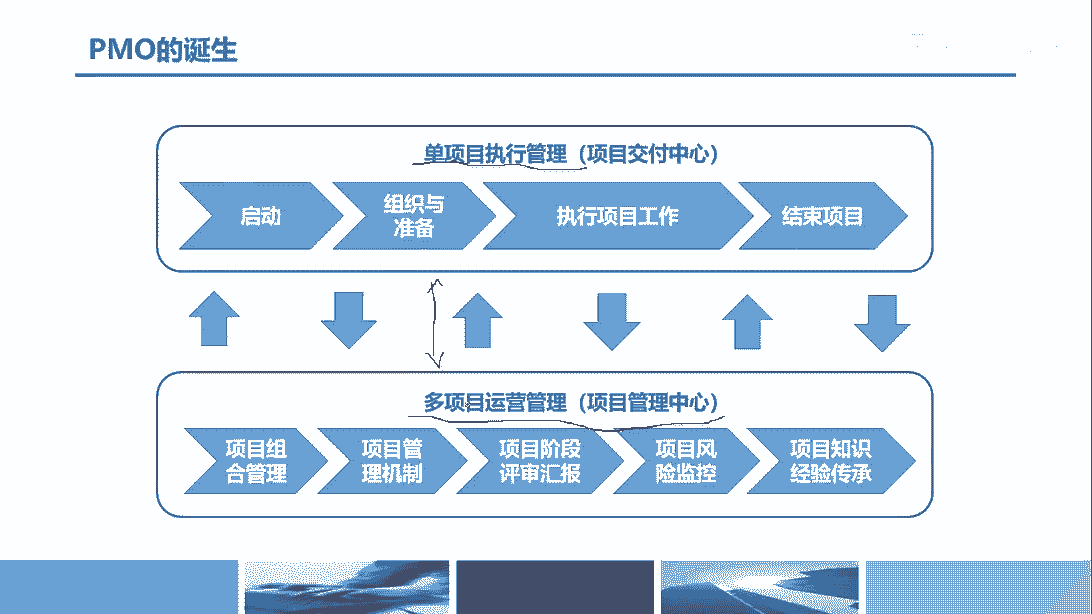 PMO的诞生
单项目执行管理（项目交付中心）
启动
组织与
准备
执行项目工作
结束项目
多项目运营管理（项目管理中心）
项目组
合管理
项目管
理机制
项目阶段
评审汇报
项目风
险监控
项目知识
经验传承